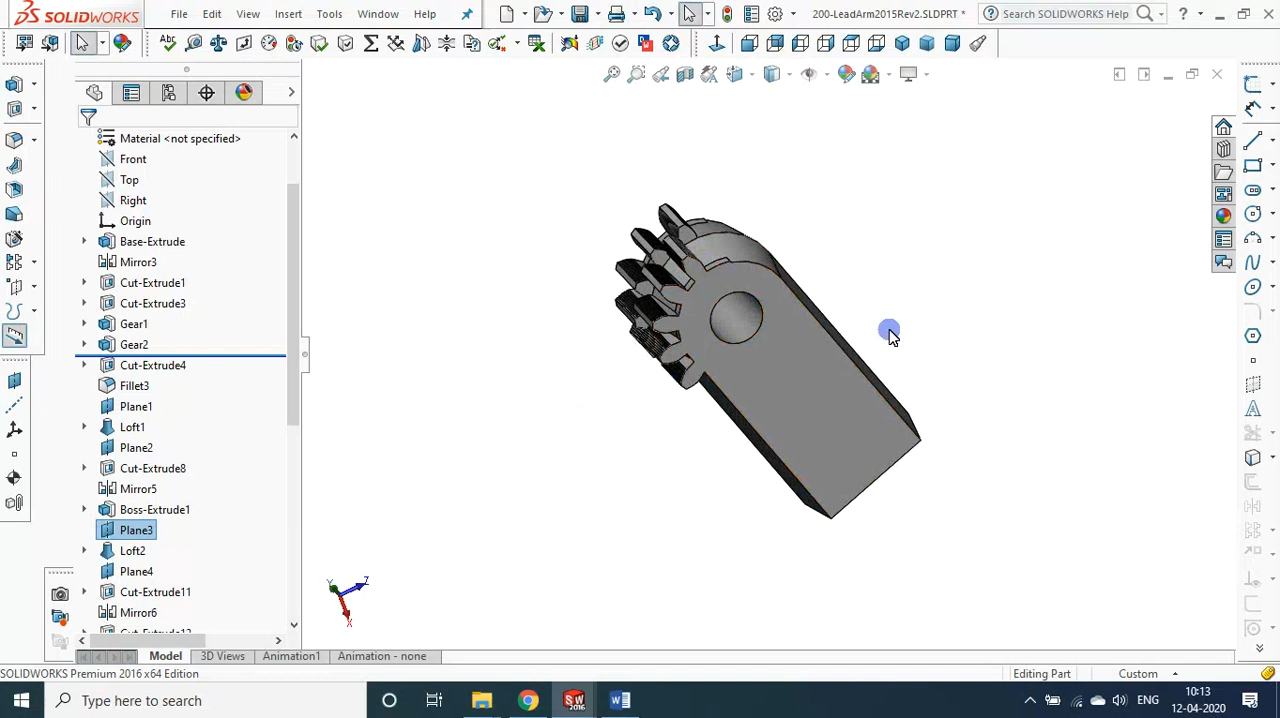 SOLIDWORKS File Edit View Insert Tools Window Help 200-LeadArm2015Rev2.SLDPRT * Search SOLIDWORKS Help
Material <not specified>
Front
Top
Right
Origin
Base-Extrude
Mirror3
Cut-Extrude1
Cut-Extrude3
Gear1
Gear2
Cut-Extrude4
Fillet3
Plane1
Loft1
Plane2
Cut-Extrude8
Mirror5
Boss-Extrude1
Plane3
Loft2
Plane4
Cut-Extrude11
Mirror6
Y Z X
Model 3D Views Animation1 Animation - none
SOLIDWORKS Premium 2016 x64 Edition Editing Part Custom
Type here to search ENG 10:13
12-04-2020